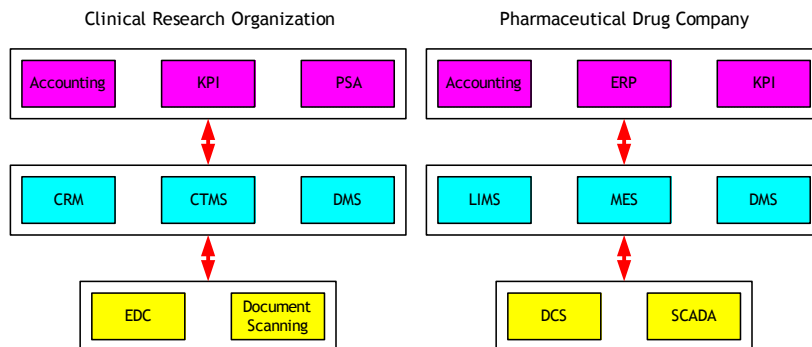 Clinical Research Organization
Pharmaceutical Drug Company
Accounting
KPI
PSA
Accounting
ERP
KPI
CRM
CTMS
DMS
LIMS
MES
DMS
EDC
Document
Scanning
DCS
SCADA